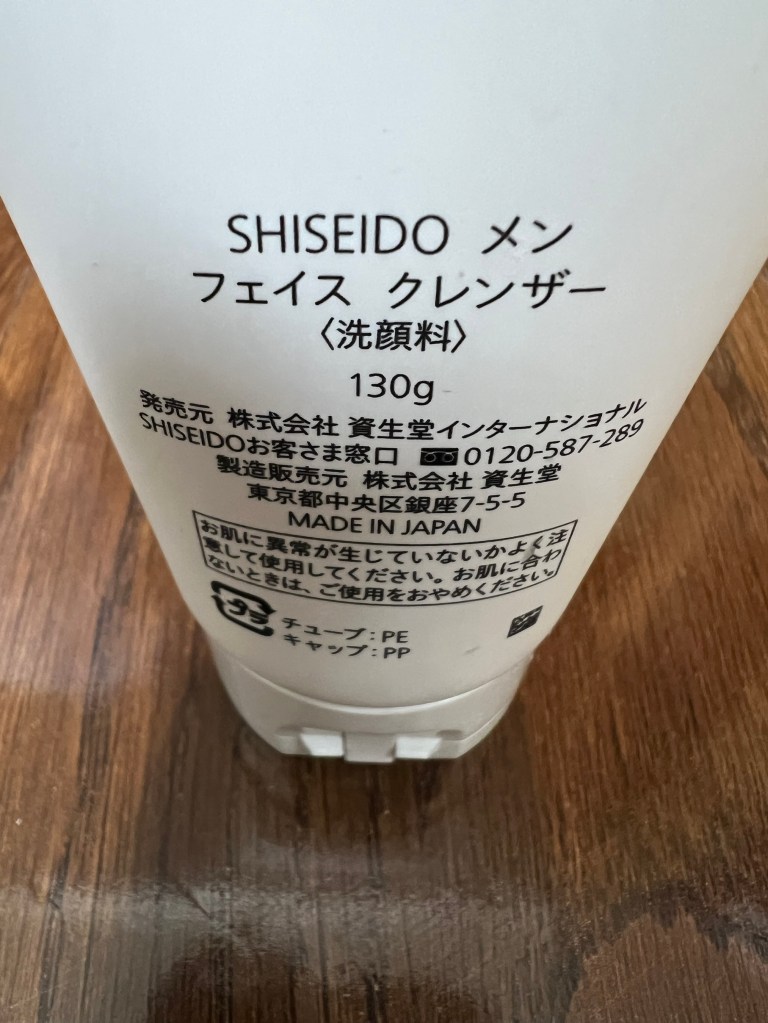 SHISEIDO メン
フェイス クレンザー
〈洗顔料〉
130g
発売元 株式会社 資生堂インターナショナル
SHISEIDOお客さま窓口 0120-587-289
製造販売元 株式会社 資生堂
東京都中央区銀座7-5-5
MADE IN JAPAN
お肌に異常が生じていないかよく注
意して使用してください。お肌に合わ
ないときは、ご使用をおやめください。
プラ
チューブ:PE
キャップ:PP